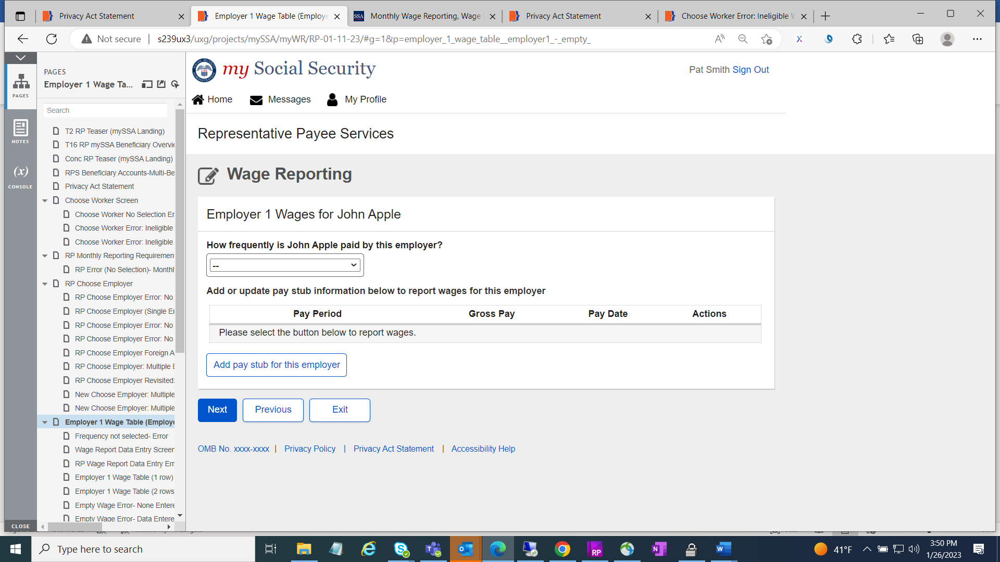 Privacy Act Statement
Employer 1 Wage Table (Employe
SSA
Monthly Wage Reporting, Wage
Privacy Act Statement
Choose Worker Error: Ineligible W
Not secure
s239ux3/uxg/projects/mySSA/myWR/RP-01-11-23/#g=1&p=employer_1_wage_table__employer1_-_empty_
PAGES
NOTES
(x)
CONSOLE
CLOSE
PAGES
Employer 1 Wage Ta...
Search
T2 RP Teaser (mySSA Landing)
T16 RP mySSA Beneficiary Overvie
Conc RP Teaser (mySSA Landing)
RPS Beneficiary Accounts-Multi-Be
Privacy Act Statement
Choose Worker Screen
Choose Worker No Selection Er
Choose Worker Error: Ineligible
Choose Worker Error: Ineligible
RP Monthly Reporting Requirement
RP Error (No Selection)- Monthl
RP Choose Employer
RP Choose Employer Error: No
RP Choose Employer (Single Er
RP Choose Employer Error: No
RP Choose Employer Error: No
RP Choose Employer Foreign A
RP Choose Employer: Multiple E
RP Choose Employer Revisited:
New Choose Employer: Multiple
New Choose Employer: Multiple
Employer 1 Wage Table (Employe
Frequency not selected- Error
Wage Report Data Entry Screen
RP Wage Report Data Entry Err
Employer 1 Wage Table (1 row)
Employer 1 Wage Table (2 rows
Empty Wage Error- None Entere
Empty Wage Error- Data Entere
my Social Security
Pat Smith Sign Out
Home
Messages
My Profile
Representative Payee Services
Wage Reporting
Employer 1 Wages for John Apple
How frequently is John Apple paid by this employer?
--
Add or update pay stub information below to report wages for this employer
Pay Period Gross Pay Pay Date Actions
Please select the button below to report wages.
Add pay stub for this employer
Next
Previous
Exit
OMB No. xxxx-xxxx | Privacy Policy | Privacy Act Statement | Accessibility Help
Type here to search
41°F
3:50 PM
1/26/2023